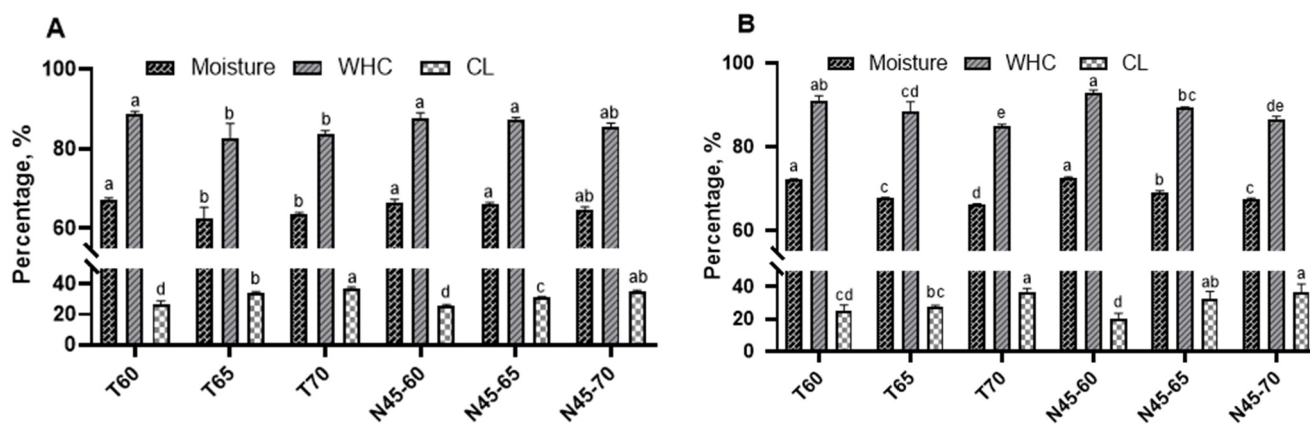 A
Moisture WHC CL
Percentage, %
100
80
60
40
20
0
a a d
b b b
b b a
a a d
a a c
ab ab ab
T60 T65 T70 N45-60 N45-65 N45-70
B
Moisture WHC CL
Percentage, %
100
80
60
40
20
0
a ab cd
c cd bc
d e a
a a d
b bc ab
c de a
T60 T65 T70 N45-60 N45-65 N45-70